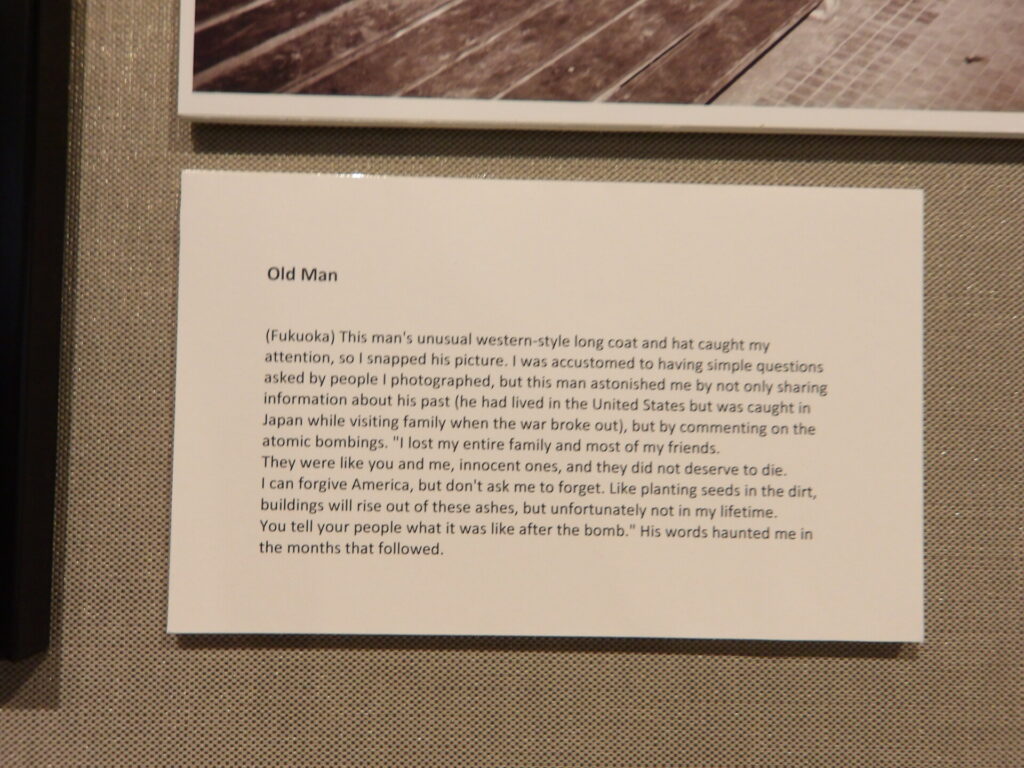 Old Man
(Fukuoka) This man's unusual western-style long coat and hat caught my
attention, so I snapped his picture. I was accustomed to having simple questions
asked by people I photographed, but this man astonished me by not only sharing
information about his past (he had lived in the United States but was caught in
Japan while visiting family when the war broke out), but by commenting on the
atomic bombings. "I lost my entire family and most of my friends.
They were like you and me, innocent ones, and they did not deserve to die.
I can forgive America, but don't ask me to forget. Like planting seeds in the dirt,
buildings will rise out of these ashes, but unfortunately not in my lifetime.
You tell your people what it was like after the bomb." His words haunted me in
the months that followed.